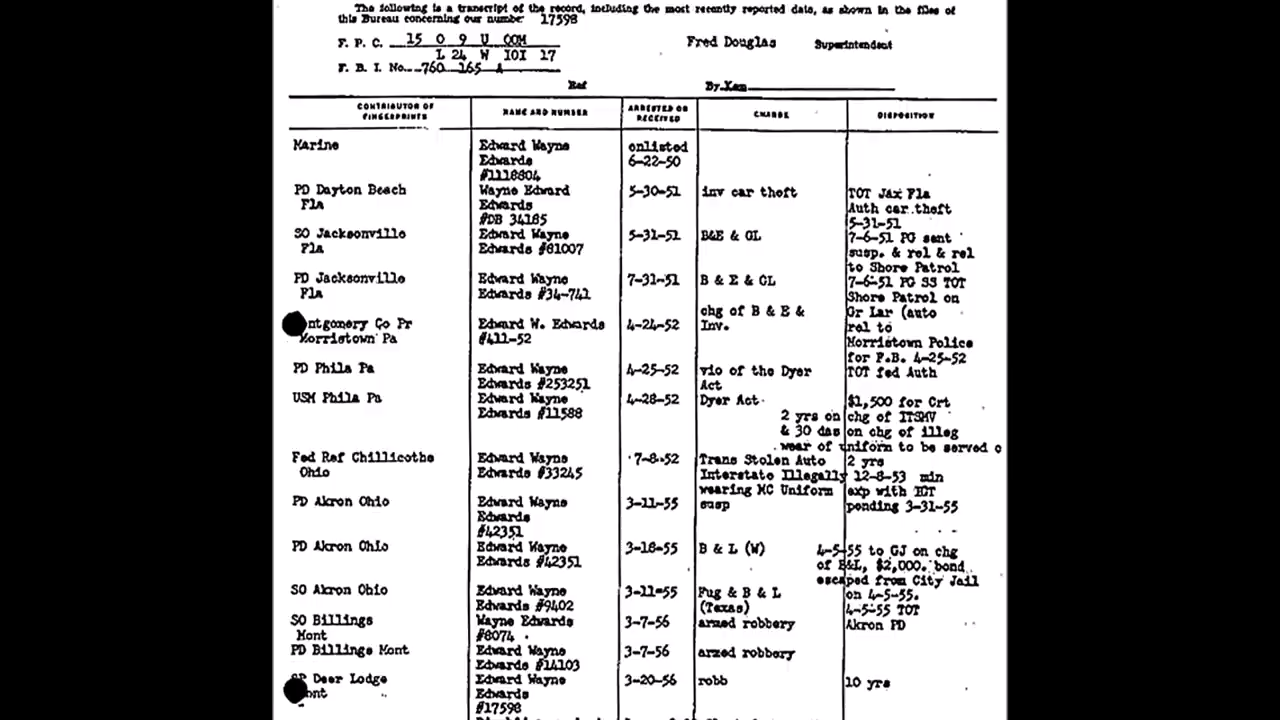 The following is a transcript of the record, including the most recently reported data, as shown in the files of
this Bureau concerning our number 17598
F. P. C. 15 O 9 U OOM
L 24 W IOI 17
F. B. I. No. 760 165 A
Fred Douglas Superintendent
Ref By
CONTRIBUTOR OF FINGERPRINTS NAME AND NUMBER ARRESTED OR RECEIVED CHARGE DISPOSITION
Marine Edward Wayne enlisted
Edwards 6-22-50
#1118804
PD Dayton Beach Wayne Edward 5-30-51 inv car theft TOT Jax Fla
Fla Edwards Auth car theft
#DB 34185 5-31-51
SO Jacksonville Edward Wayne 5-31-51 B&E & GL 7-6-51 PG sent
Fla Edwards #81007 susp. & rel & rel
to Shore Patrol
PD Jacksonville Edward Wayne 7-31-51 B & E & GL 7-6-51 PG SS TOT
Fla Edwards #34-741 Shore Patrol on
chg of B & E & Gr Lar (auto
ntgomery Co Pr Edward W. Edwards 4-24-52 Inv. rel to
Morristown Pa #411-52 Morristown Police
for F.B. 4-25-52
PD Phila Pa Edward Wayne 4-25-52 vio of the Dyer TOT fed Auth
Edwards #253251 Act
USM Phila Pa Edward Wayne 4-28-52 Dyer Act $1,500 for Crt
Edwards #11588 2 yrs on chg of ITSMV
& 30 das on chg of illeg
wear of uniform to be served c
Fed Ref Chillicothe Edward Wayne 7-8-52 Trans Stolen Auto 2 yrs
Ohio Edwards #33245 Interstate Illegally 12-8-53 min
wearing MC Uniform exp with EGT
PD Akron Ohio Edward Wayne 3-11-55 susp pending 3-31-55
Edwards
#42351
PD Akron Ohio Edward Wayne 3-18-55 B & L (W) 4-5-55 to GJ on chg
Edwards #42351 of B&L, $2,000. bond
escaped from City Jail
SO Akron Ohio Edward Wayne 3-11-55 Fug & B & L on 4-5-55.
Edwards #9402 (Texas) 4-5-55 TOT
SO Billings Wayne Edwards 3-7-56 armed robbery Akron PD
Mont #8074
PD Billings Mont Edward Wayne 3-7-56 armed robbery
Edwards #14103
SP Deer Lodge Edward Wayne 3-20-56 robb 10 yrs
ont Edwards
#17598